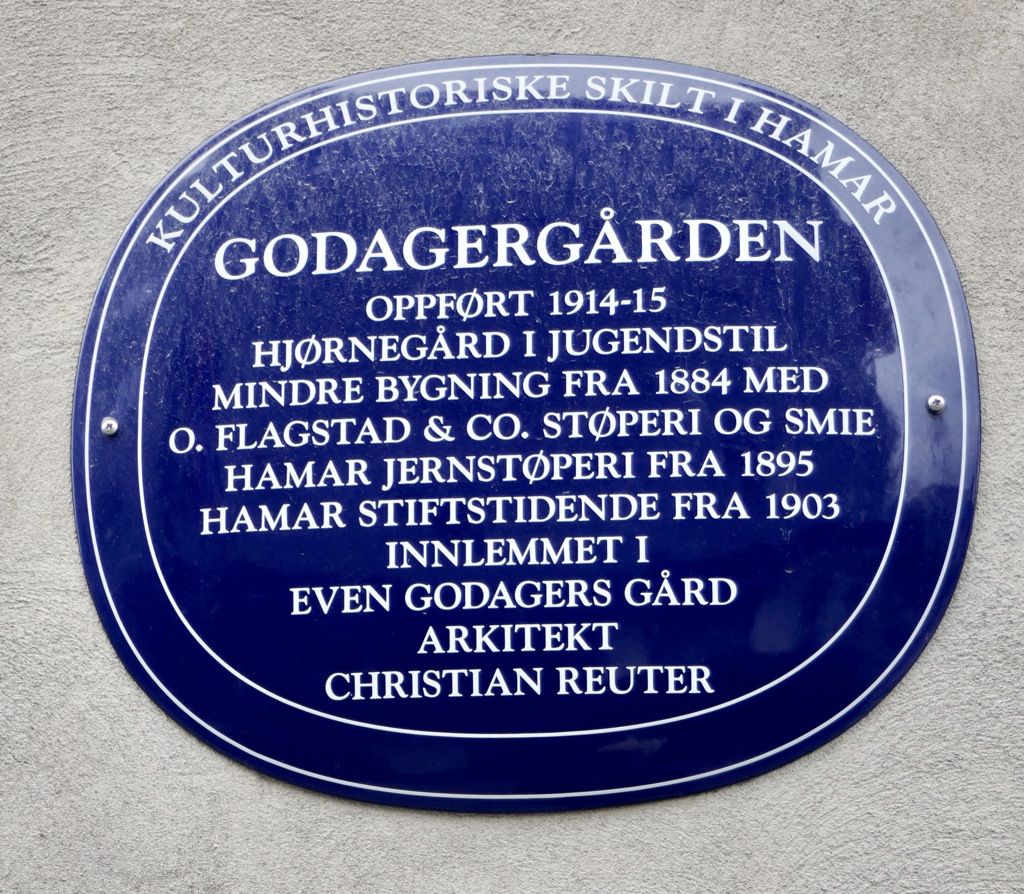 KULTURHISTORISKE SKILT I HAMAR
GODAGERGÅRDEN
OPPFØRT 1914-15
HJØRNEGÅRD I JUGENDSTIL
MINDRE BYGNING FRA 1884 MED
O. FLAGSTAD & CO. STØPERI OG SMIE
HAMAR JERNSTØPERI FRA 1895
HAMAR STIFTSTIDENDE FRA 1903
INNLEMMET I
EVEN GODAGERS GÅRD
ARKITEKT
CHRISTIAN REUTER